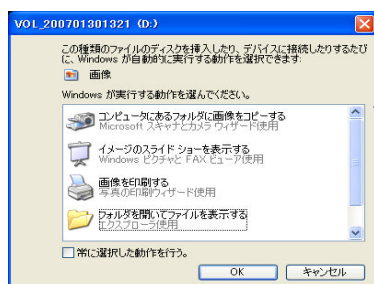 VOL_200701301321 (D:)
この種類のファイルのディスクを挿入したり、デバイスに接続したりするたび
に、Windows が自動的に実行する動作を選択できます:
画像
Windows が実行する動作を選んでください。
コンピュータにあるフォルダに画像をコピーする
Microsoft スキャナとカメラ ウィザード使用
イメージのスライド ショーを表示する
Windows ピクチャと FAX ビューア使用
画像を印刷する
写真の印刷ウィザード使用
フォルダを開いてファイルを表示する
エクスプローラ使用
常に選択した動作を行う。
OK
キャンセル